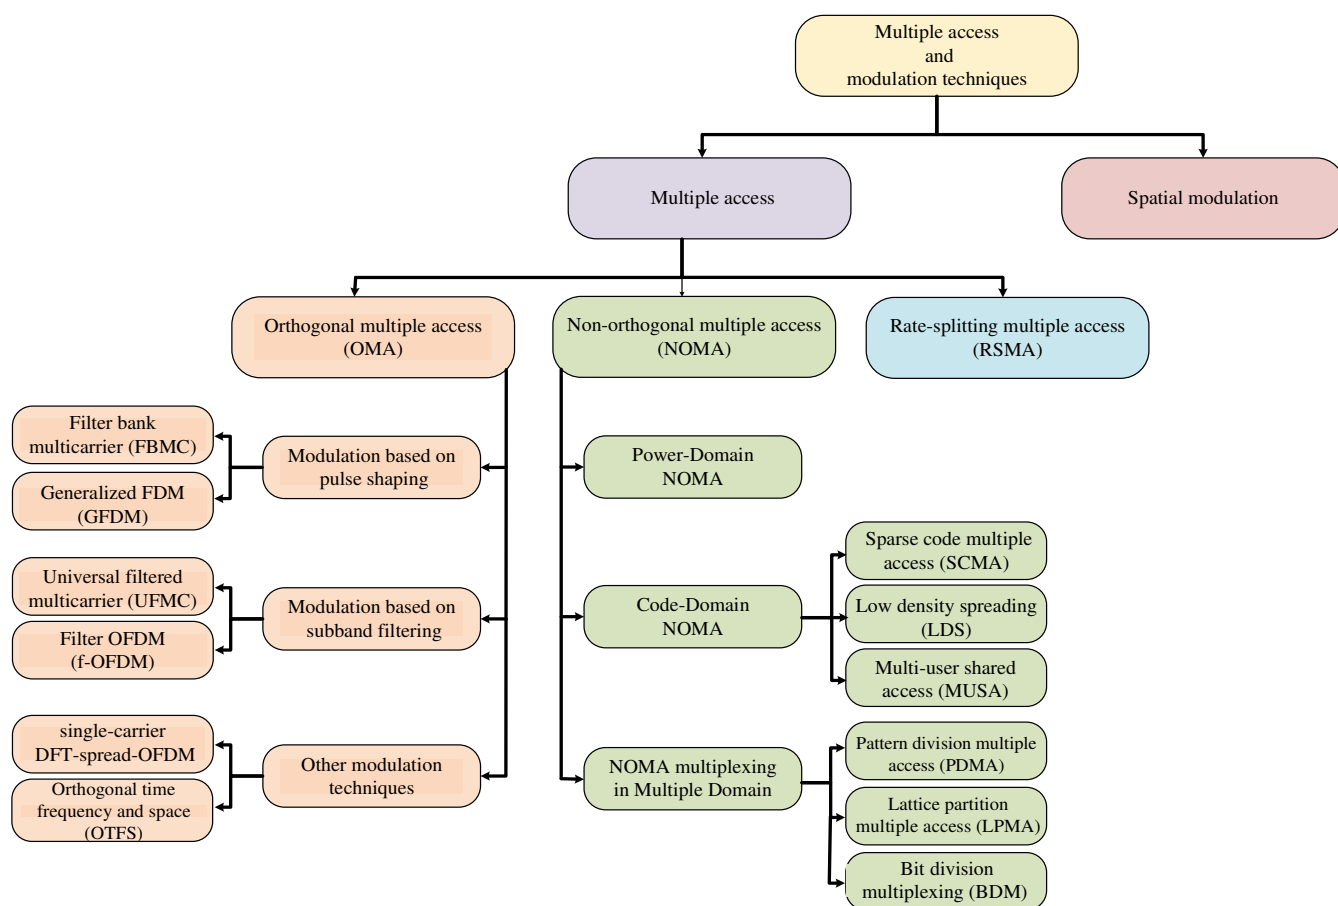 Multiple access
and
modulation techniques
Multiple access
Spatial modulation
Orthogonal multiple access
(OMA)
Non-orthogonal multiple access
(NOMA)
Rate-splitting multiple access
(RSMA)
Filter bank
multicarrier (FBMC)
Generalized FDM
(GFDM)
Modulation based on
pulse shaping
Universal filtered
multicarrier (UFMC)
Filter OFDM
(f-OFDM)
Modulation based on
subband filtering
single-carrier
DFT-spread-OFDM
Orthogonal time
frequency and space
(OTFS)
Other modulation
techniques
Power-Domain
NOMA
Code-Domain
NOMA
Sparse code multiple
access (SCMA)
Low density spreading
(LDS)
Multi-user shared
access (MUSA)
NOMA multiplexing
in Multiple Domain
Pattern division multiple
access (PDMA)
Lattice partition
multiple access (LPMA)
Bit division
multiplexing (BDM)